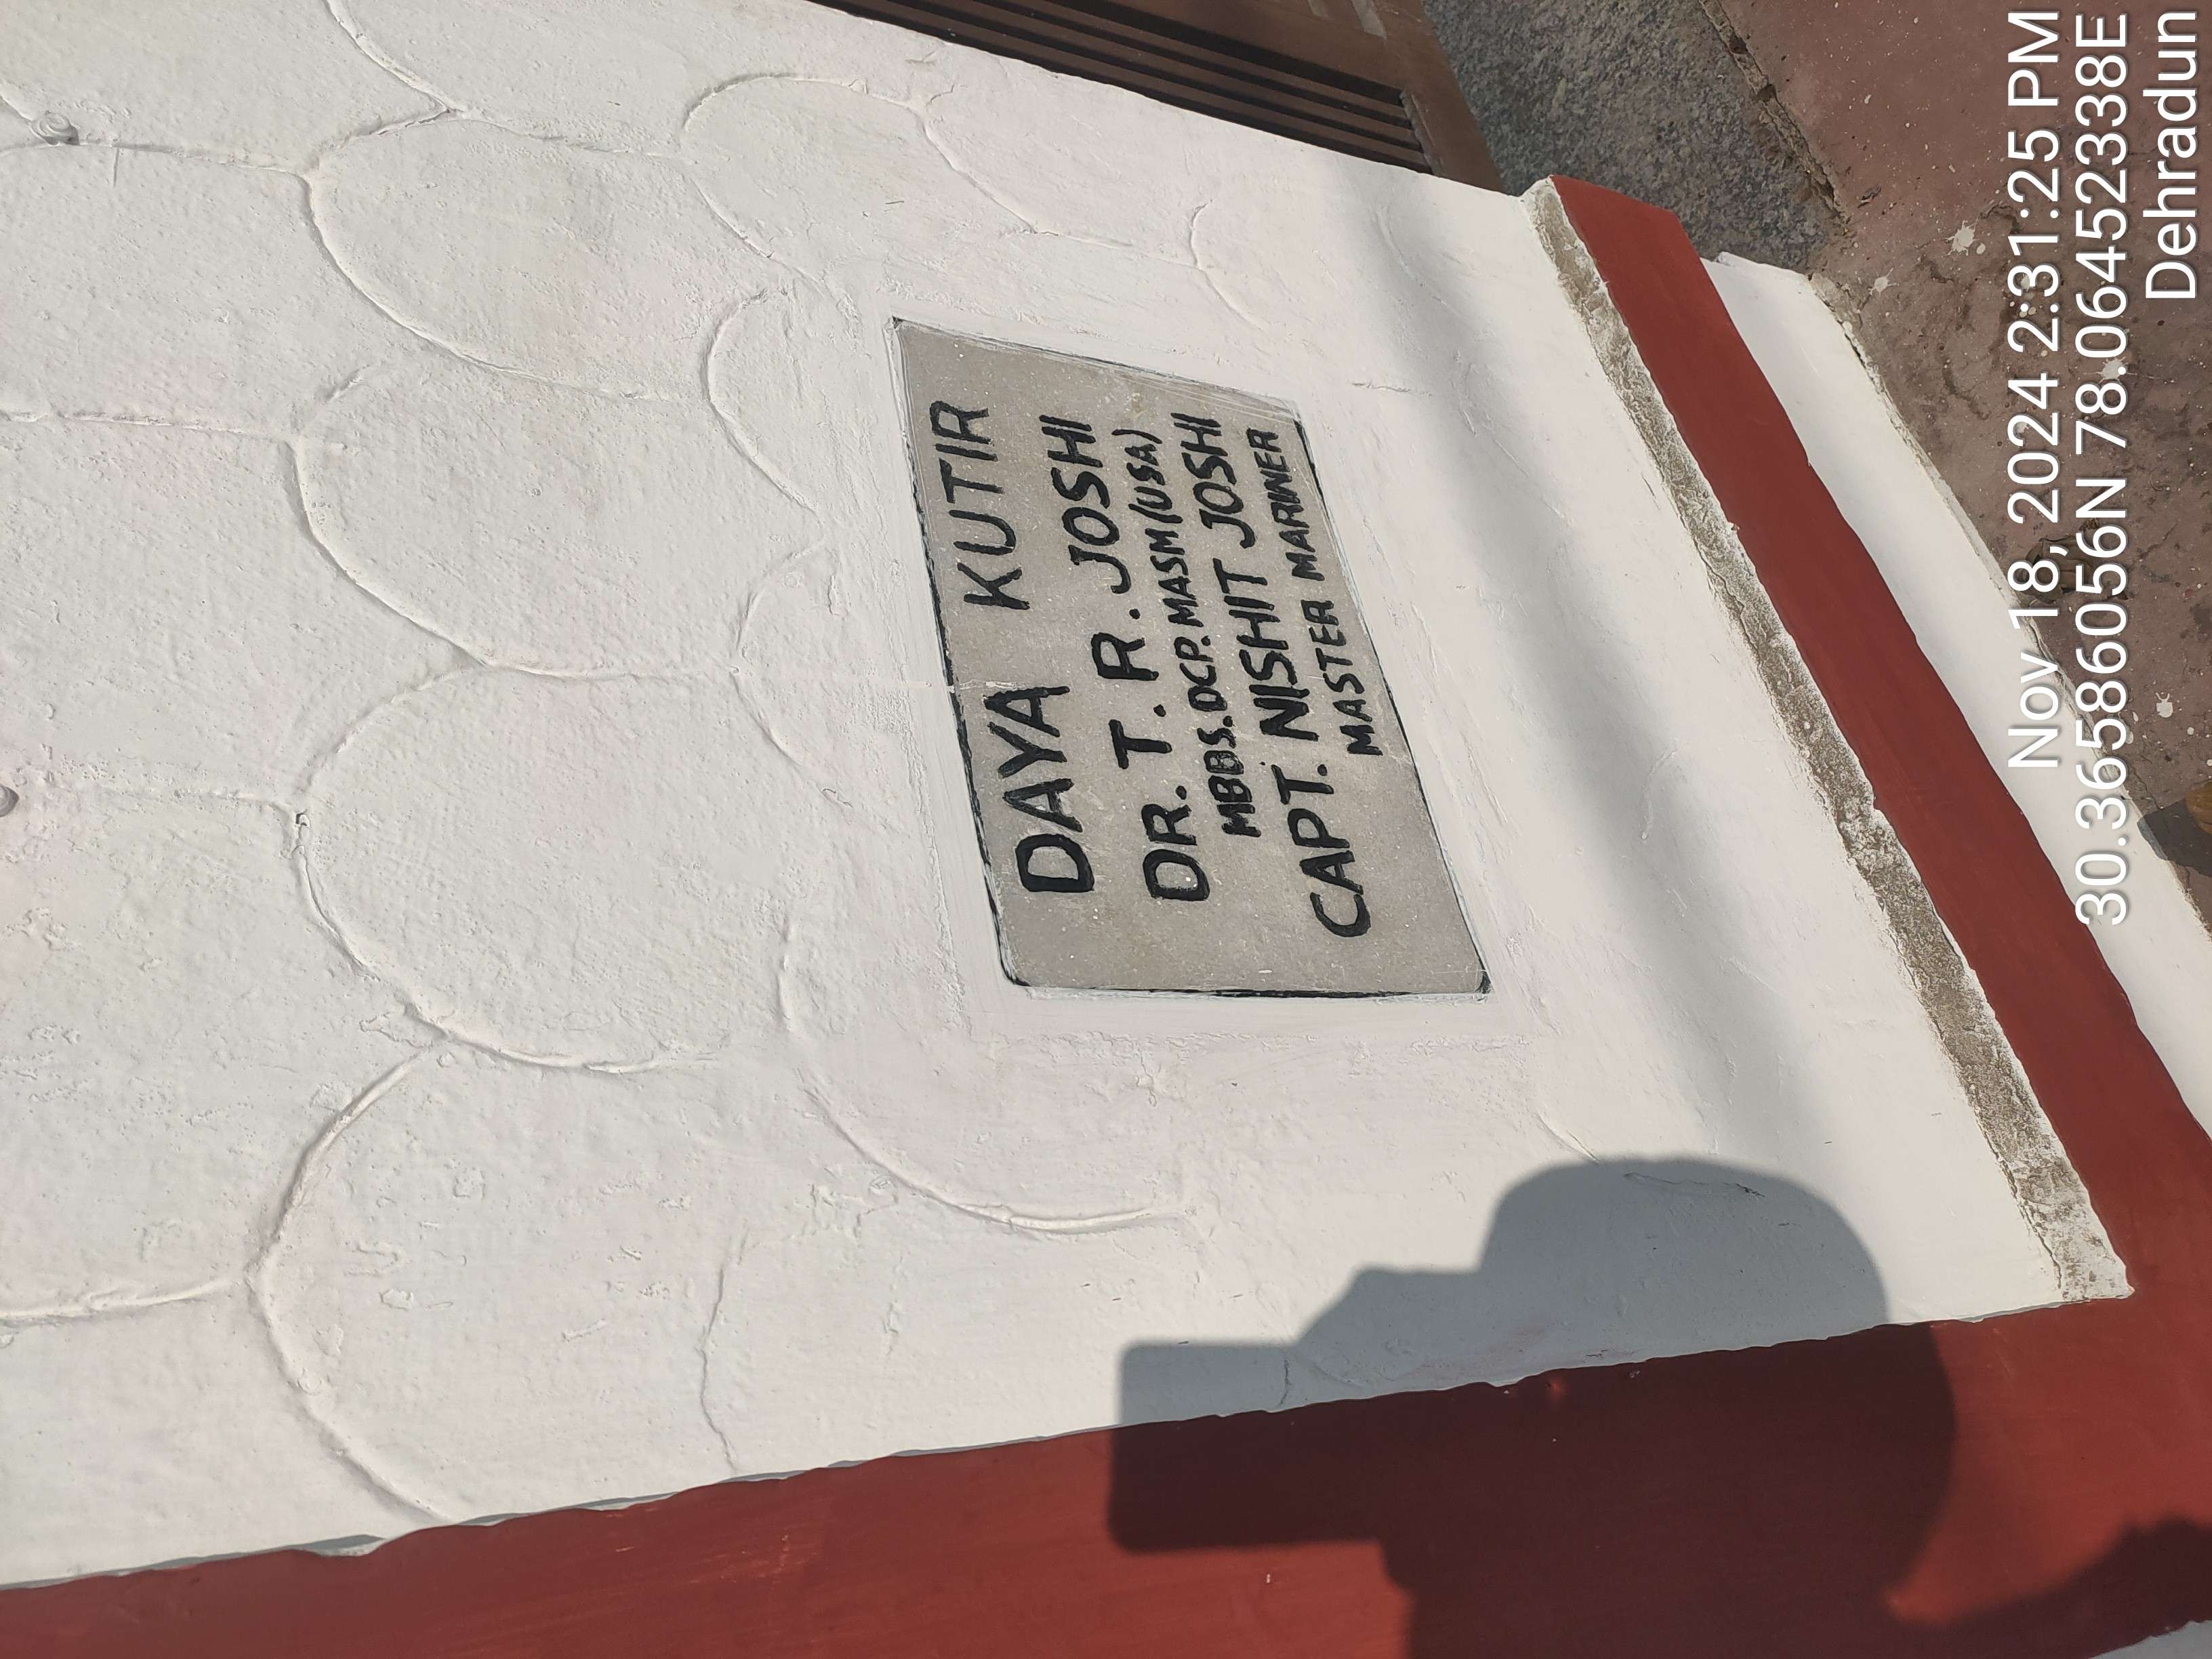 DAYA KUTIR
DR. T. R. JOSHI
MBBS. DCP. MASM (USA)
CAPT. NISHIT JOSHI
MASTER MARINER
Nov 18, 2024 2:31:25 PM
30.36586056N 78.06452338E
Dehradun